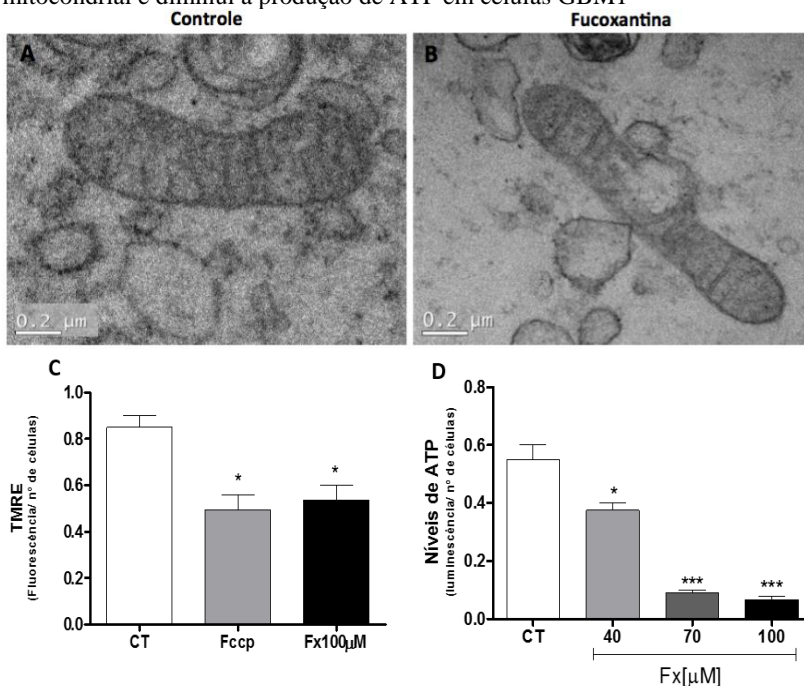 mitocondrial e diminui a produção de ATP em células GBM1
Controle
Fucoxantina
A
B
0.2 µm
0.2 µm
C
TMRE
(Fluorescência/ nº de células)
1.0
0.8
0.6
0.4
0.2
0.0
*
*
CT
Fccp
Fx100µM
D
Níveis de ATP
(luminescência/ nº de células)
0.8
0.6
0.4
0.2
0.0
*
***
***
CT
40
70
100
Fx[µM]